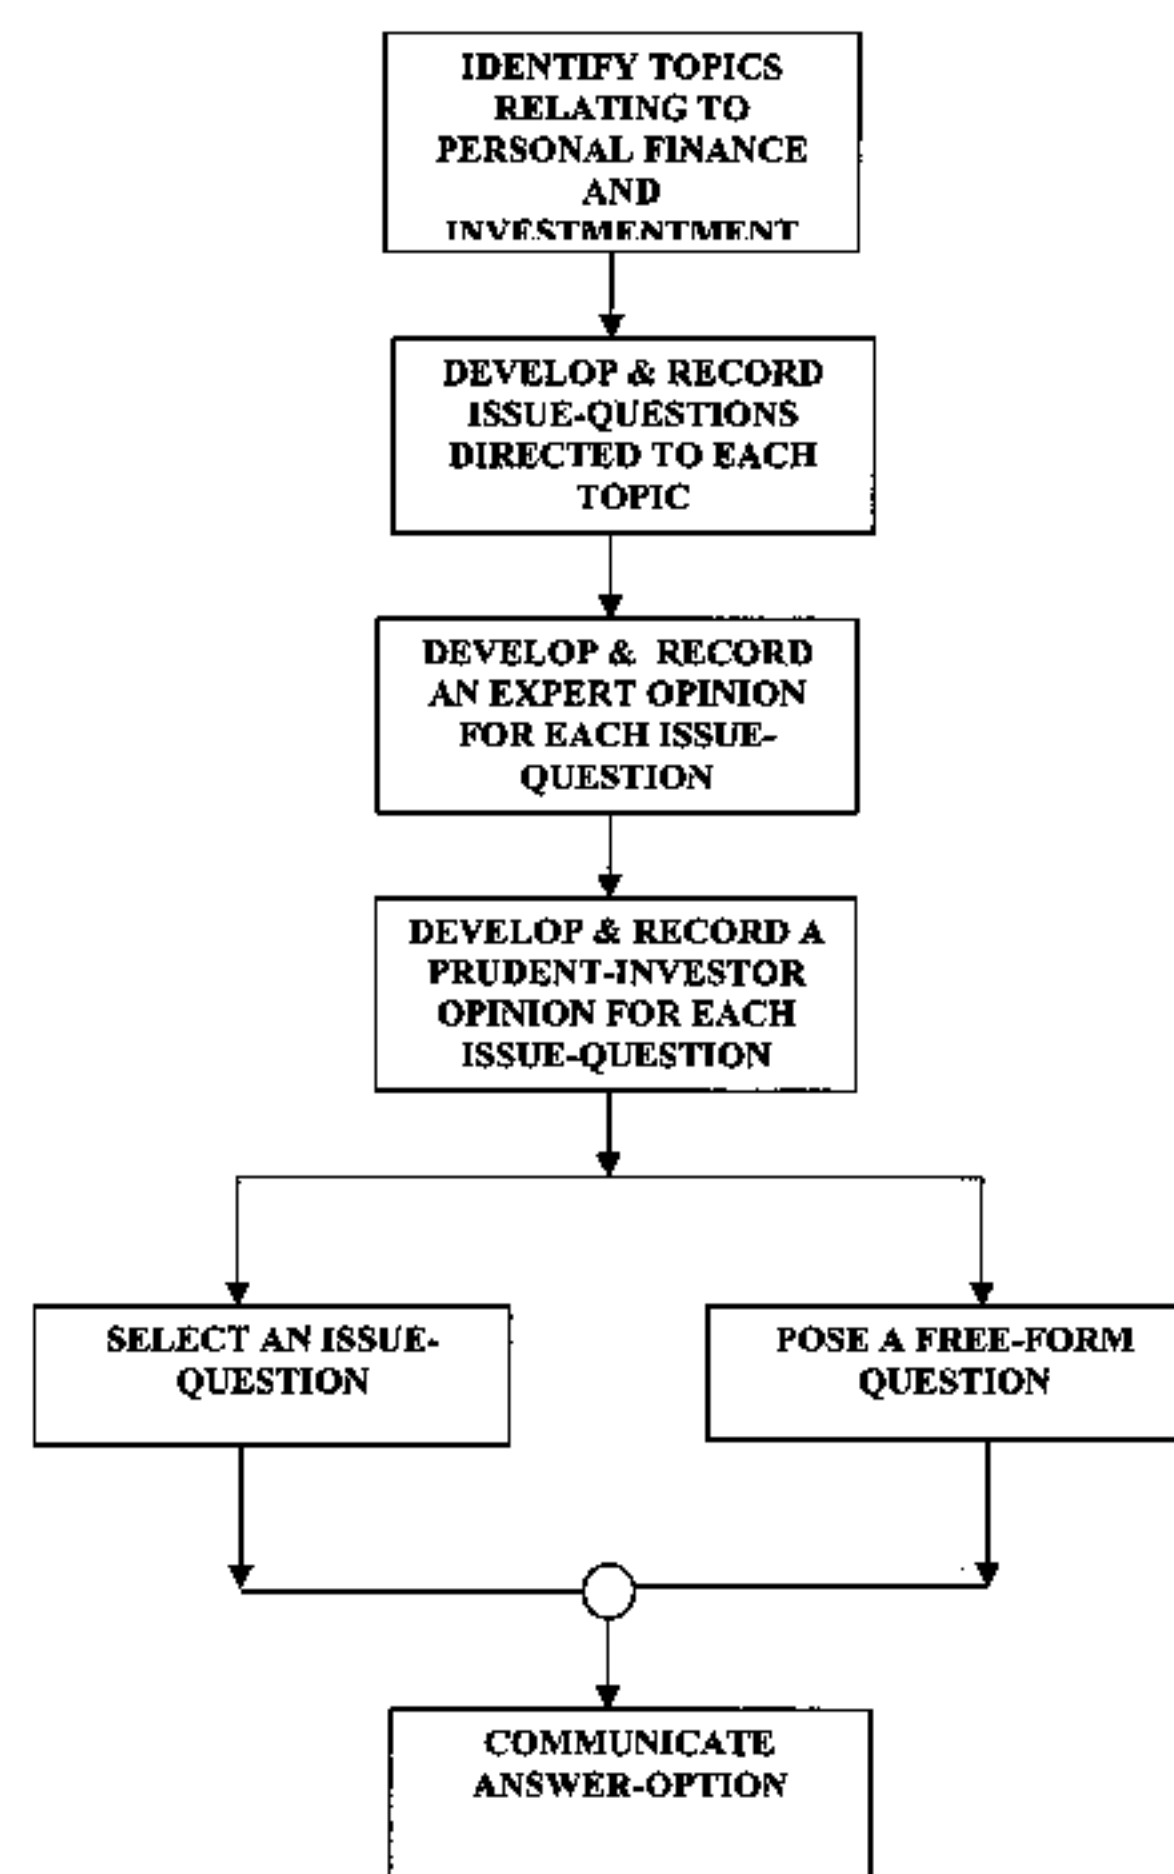 IDENTIFY TOPICS
RELATING TO
PERSONAL FINANCE
AND
INVESTMENTMENT
DEVELOP & RECORD
ISSUE-QUESTIONS
DIRECTED TO EACH
TOPIC
DEVELOP & RECORD
AN EXPERT OPINION
FOR EACH ISSUE-
QUESTION
DEVELOP & RECORD A
PRUDENT-INVESTOR
OPINION FOR EACH
ISSUE-QUESTION
SELECT AN ISSUE-
QUESTION
POSE A FREE-FORM
QUESTION
COMMUNICATE
ANSWER-OPTION